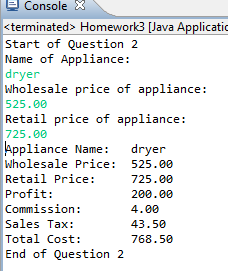 Console
<terminated> Homework3 [Java Applicatio
Start of Question 2
Name of Appliance:
dryer
Wholesale price of appliance:
525.00
Retail price of appliance:
725.00
Appliance Name: dryer
Wholesale Price: 525.00
Retail Price: 725.00
Profit: 200.00
Commission: 4.00
Sales Tax: 43.50
Total Cost: 768.50
End of Question 2